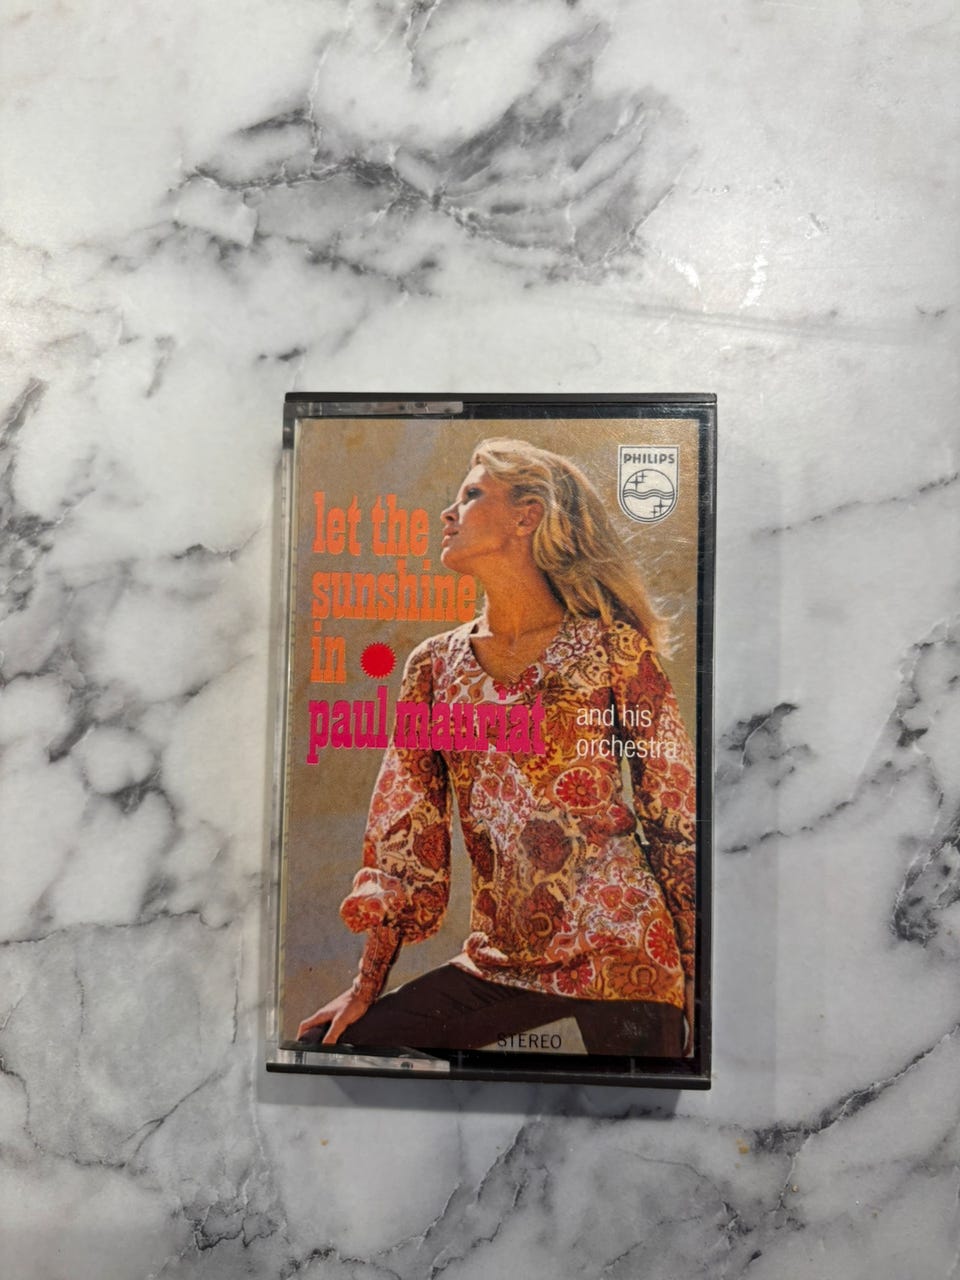 PHILIPS
let the
sunshine
in
paul mauriat
and his
orchestra
STEREO